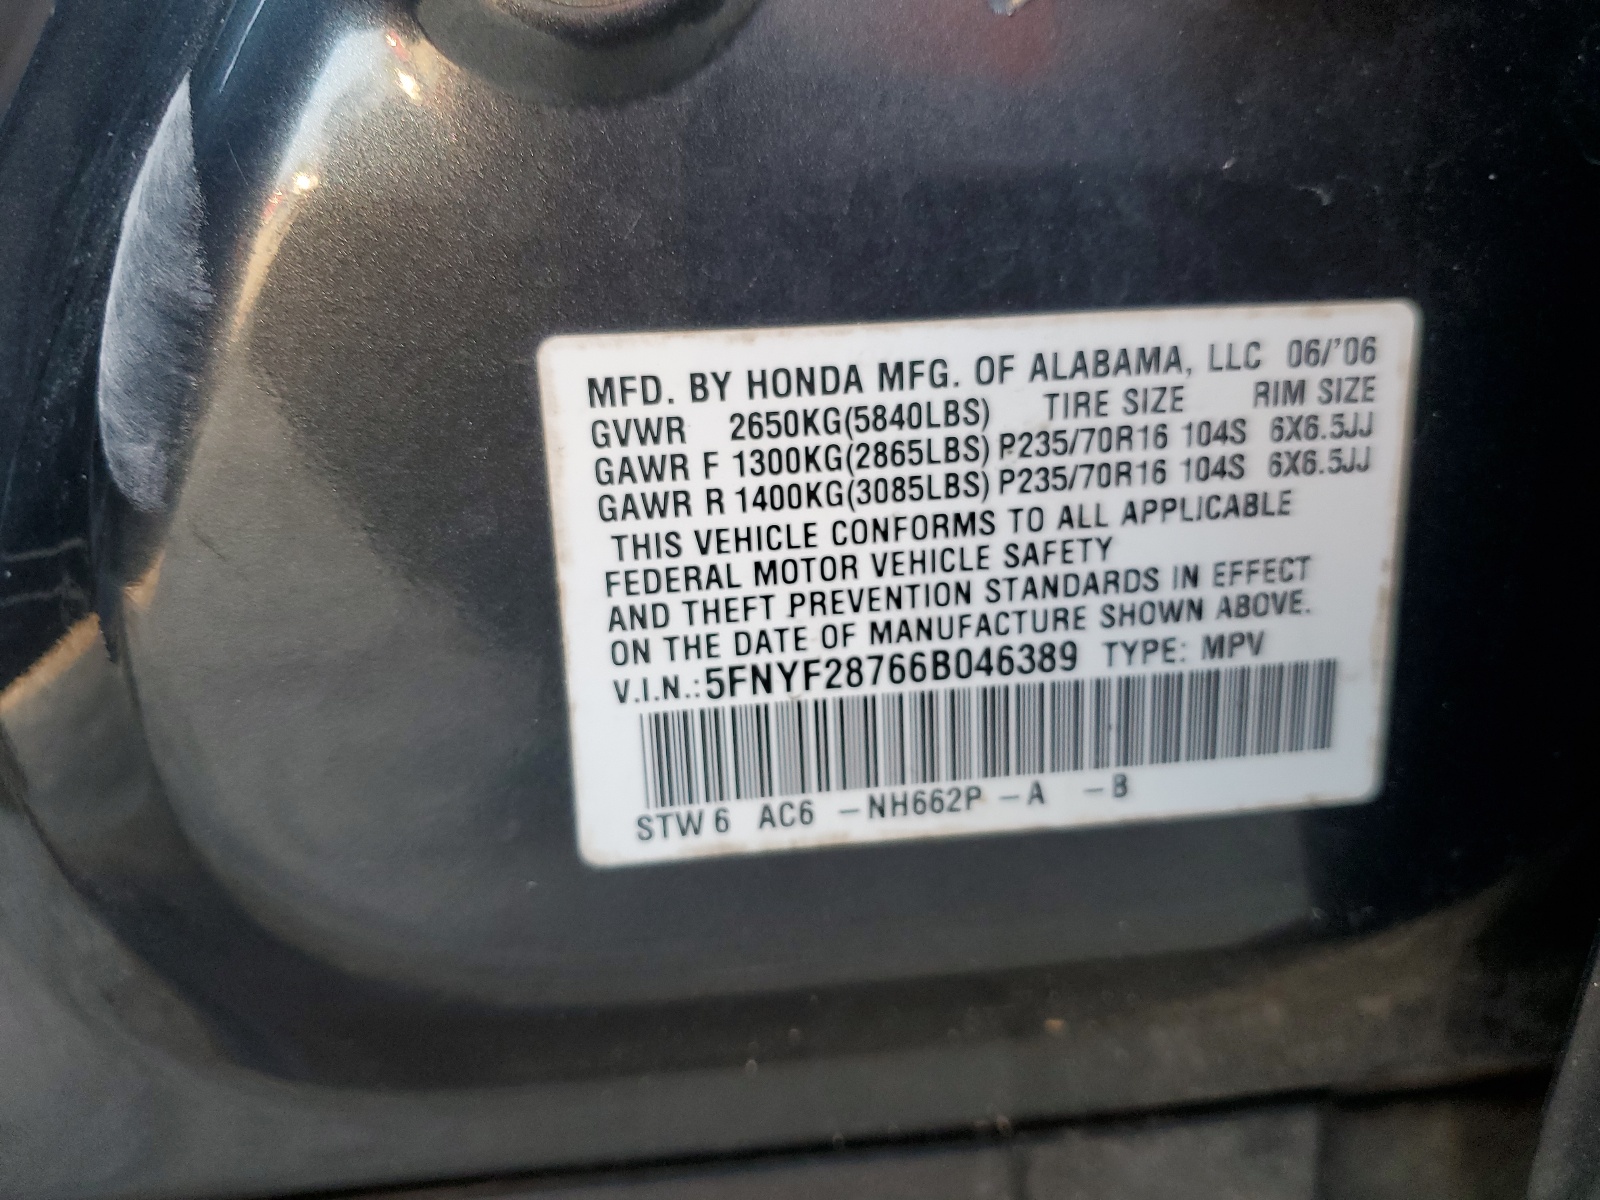 MFD. BY HONDA MFG. OF ALABAMA, LLC 06/'06
GVWR 2650KG(5840LBS) TIRE SIZE RIM SIZE
GAWR F 1300KG(2865LBS) P235/70R16 104S 6X6.5JJ
GAWR R 1400KG(3085LBS) P235/70R16 104S 6X6.5JJ
THIS VEHICLE CONFORMS TO ALL APPLICABLE
FEDERAL MOTOR VEHICLE SAFETY
AND THEFT PREVENTION STANDARDS IN EFFECT
ON THE DATE OF MANUFACTURE SHOWN ABOVE.
V.I.N.:5FNYF28766B046389 TYPE: MPV
STW6 AC6 -NH662P -A -B